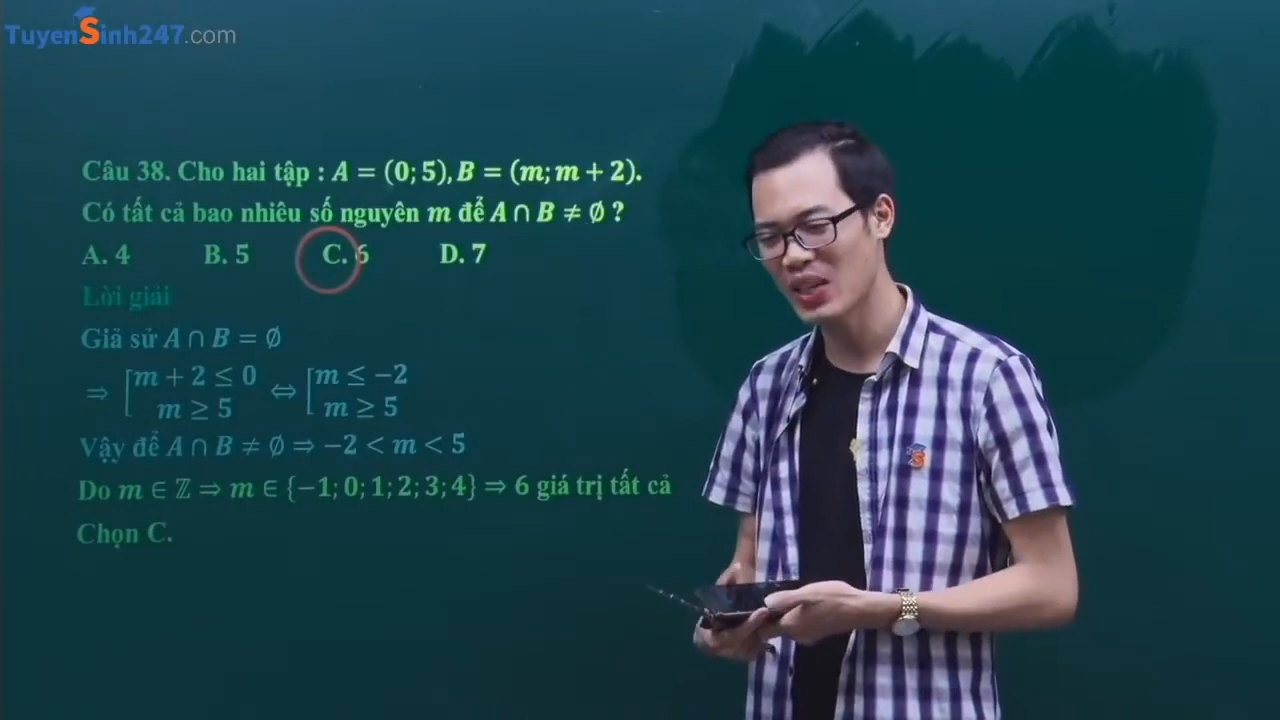 TuyenSinh247.com
Câu 38. Cho hai tập : A = (0; 5), B = (m; m + 2).
Có tất cả bao nhiêu số nguyên m để A ∩ B ≠ ∅ ?
A. 4 B. 5 C. 6 D. 7
Lời giải
Giả sử A ∩ B = ∅
⇒ [m + 2 ≤ 0 ⇔ [m ≤ −2
m ≥ 5 m ≥ 5
Vậy để A ∩ B ≠ ∅ ⇒ −2 < m < 5
Do m ∈ ℤ ⇒ m ∈ {−1; 0; 1; 2; 3; 4} ⇒ 6 giá trị tất cả
Chọn C.